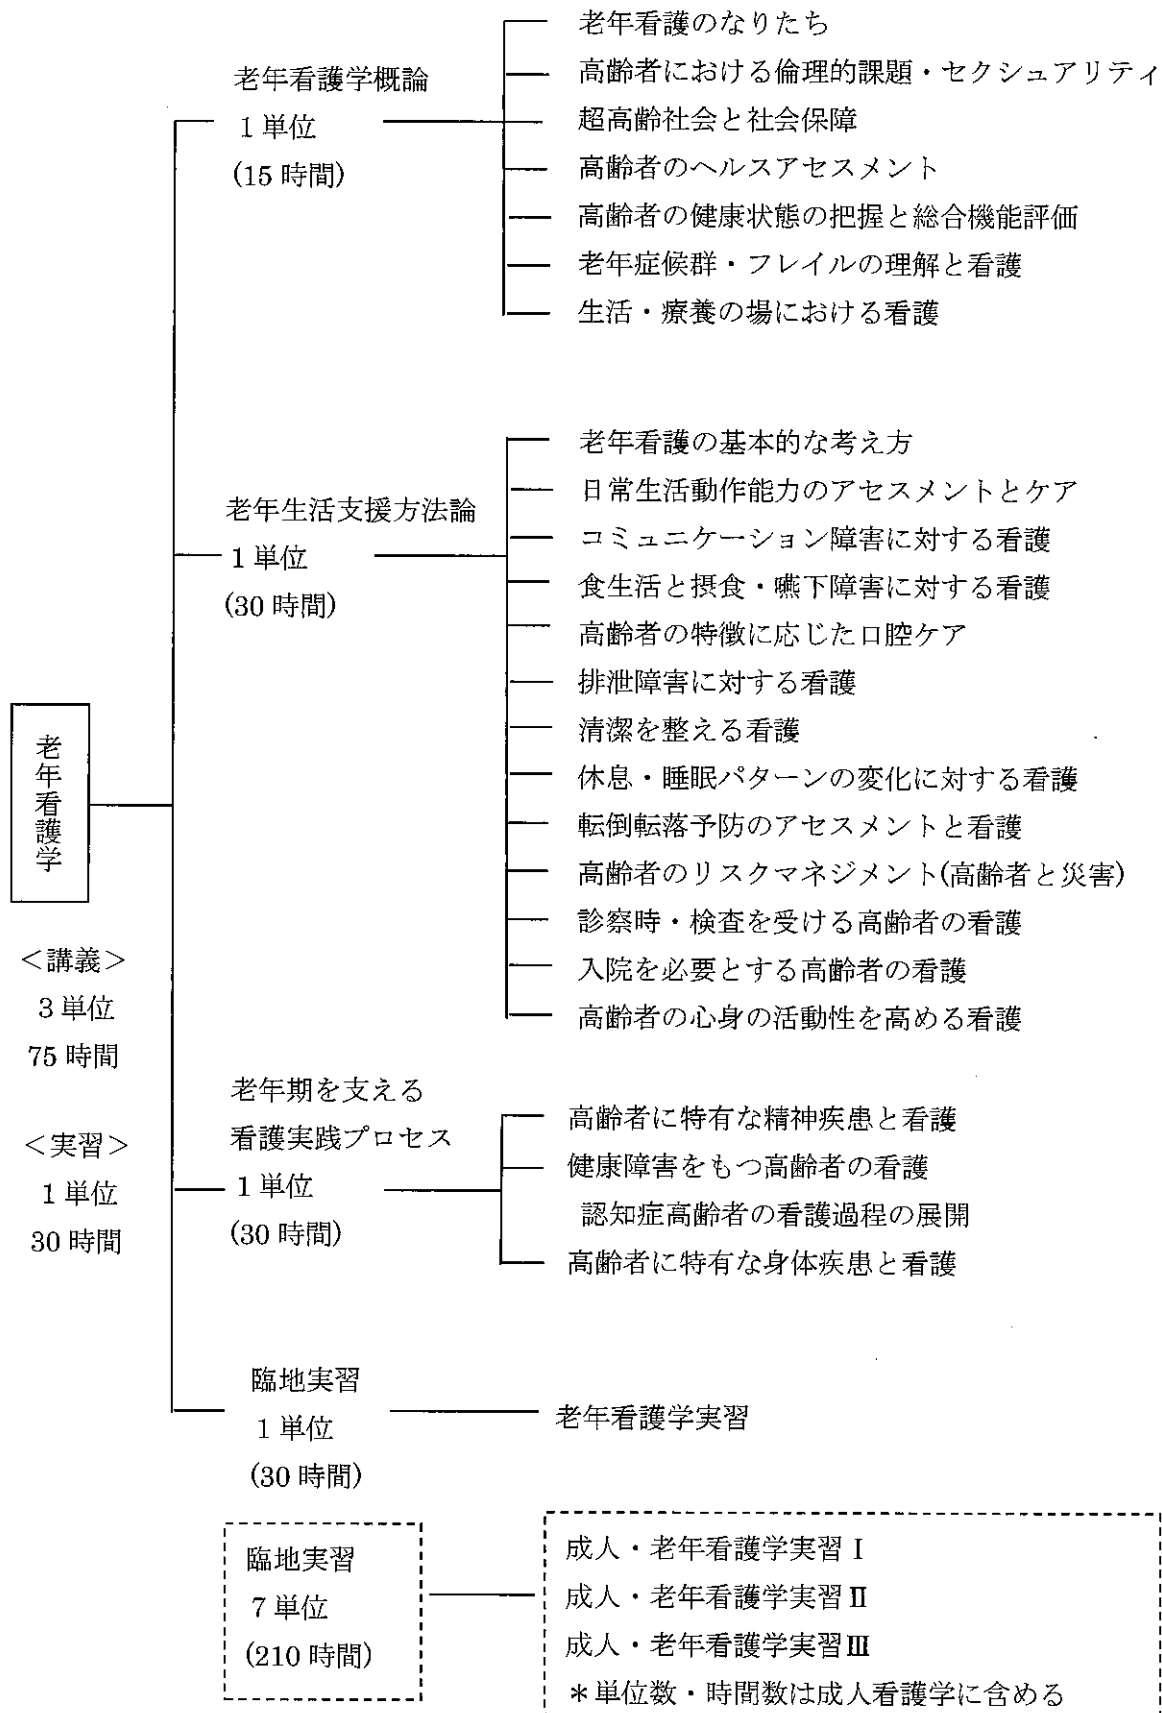 老年看護学
＜講義＞
3単位
75時間
＜実習＞
1単位
30時間
老年看護学概論
1単位
(15時間)
老年看護のなりたち
高齢者における倫理的課題・セクシュアリティ
超高齢社会と社会保障
高齢者のヘルスアセスメント
高齢者の健康状態の把握と総合機能評価
老年症候群・フレイルの理解と看護
生活・療養の場における看護
老年生活支援方法論
1単位
(30時間)
老年看護の基本的な考え方
日常生活動作能力のアセスメントとケア
コミュニケーション障害に対する看護
食生活と摂食・嚥下障害に対する看護
高齢者の特徴に応じた口腔ケア
排泄障害に対する看護
清潔を整える看護
休息・睡眠パターンの変化に対する看護
転倒転落予防のアセスメントと看護
高齢者のリスクマネジメント(高齢者と災害)
診察時・検査を受ける高齢者の看護
入院を必要とする高齢者の看護
高齢者の心身の活動性を高める看護
老年期を支える
看護実践プロセス
1単位
(30時間)
高齢者に特有な精神疾患と看護
健康障害をもつ高齢者の看護
認知症高齢者の看護過程の展開
高齢者に特有な身体疾患と看護
臨地実習
1単位
(30時間)
老年看護学実習
臨地実習
7単位
(210時間)
成人・老年看護学実習Ⅰ
成人・老年看護学実習Ⅱ
成人・老年看護学実習Ⅲ
＊単位数・時間数は成人看護学に含める